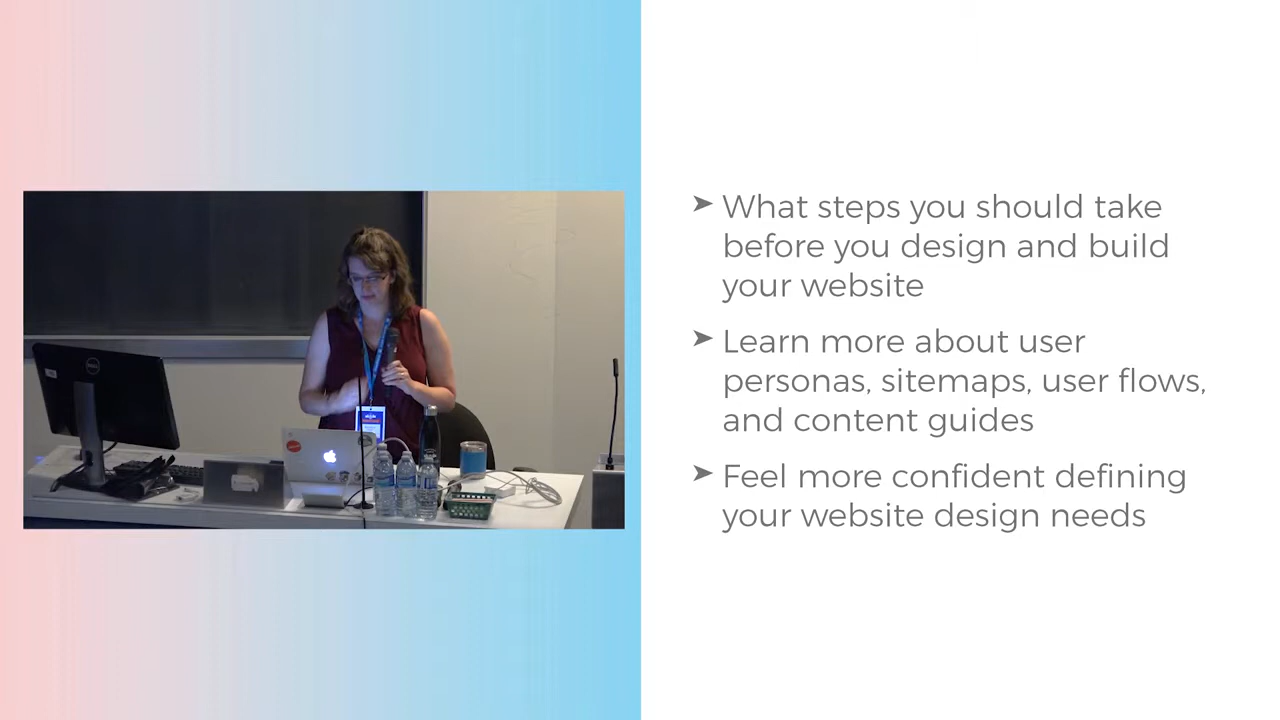 ➤ What steps you should take
before you design and build
your website
➤ Learn more about user
personas, sitemaps, user flows,
and content guides
➤ Feel more confident defining
your website design needs
DELL